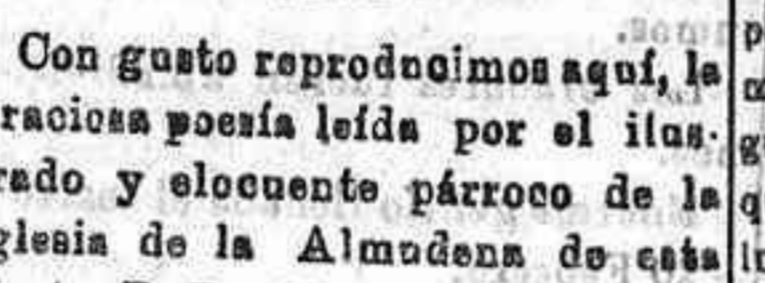 Con gusto reproducimos aquí, la
raciosa poesía leída por el ilus-
rado y elocuente párroco de la
glesia de la Almudena de esta